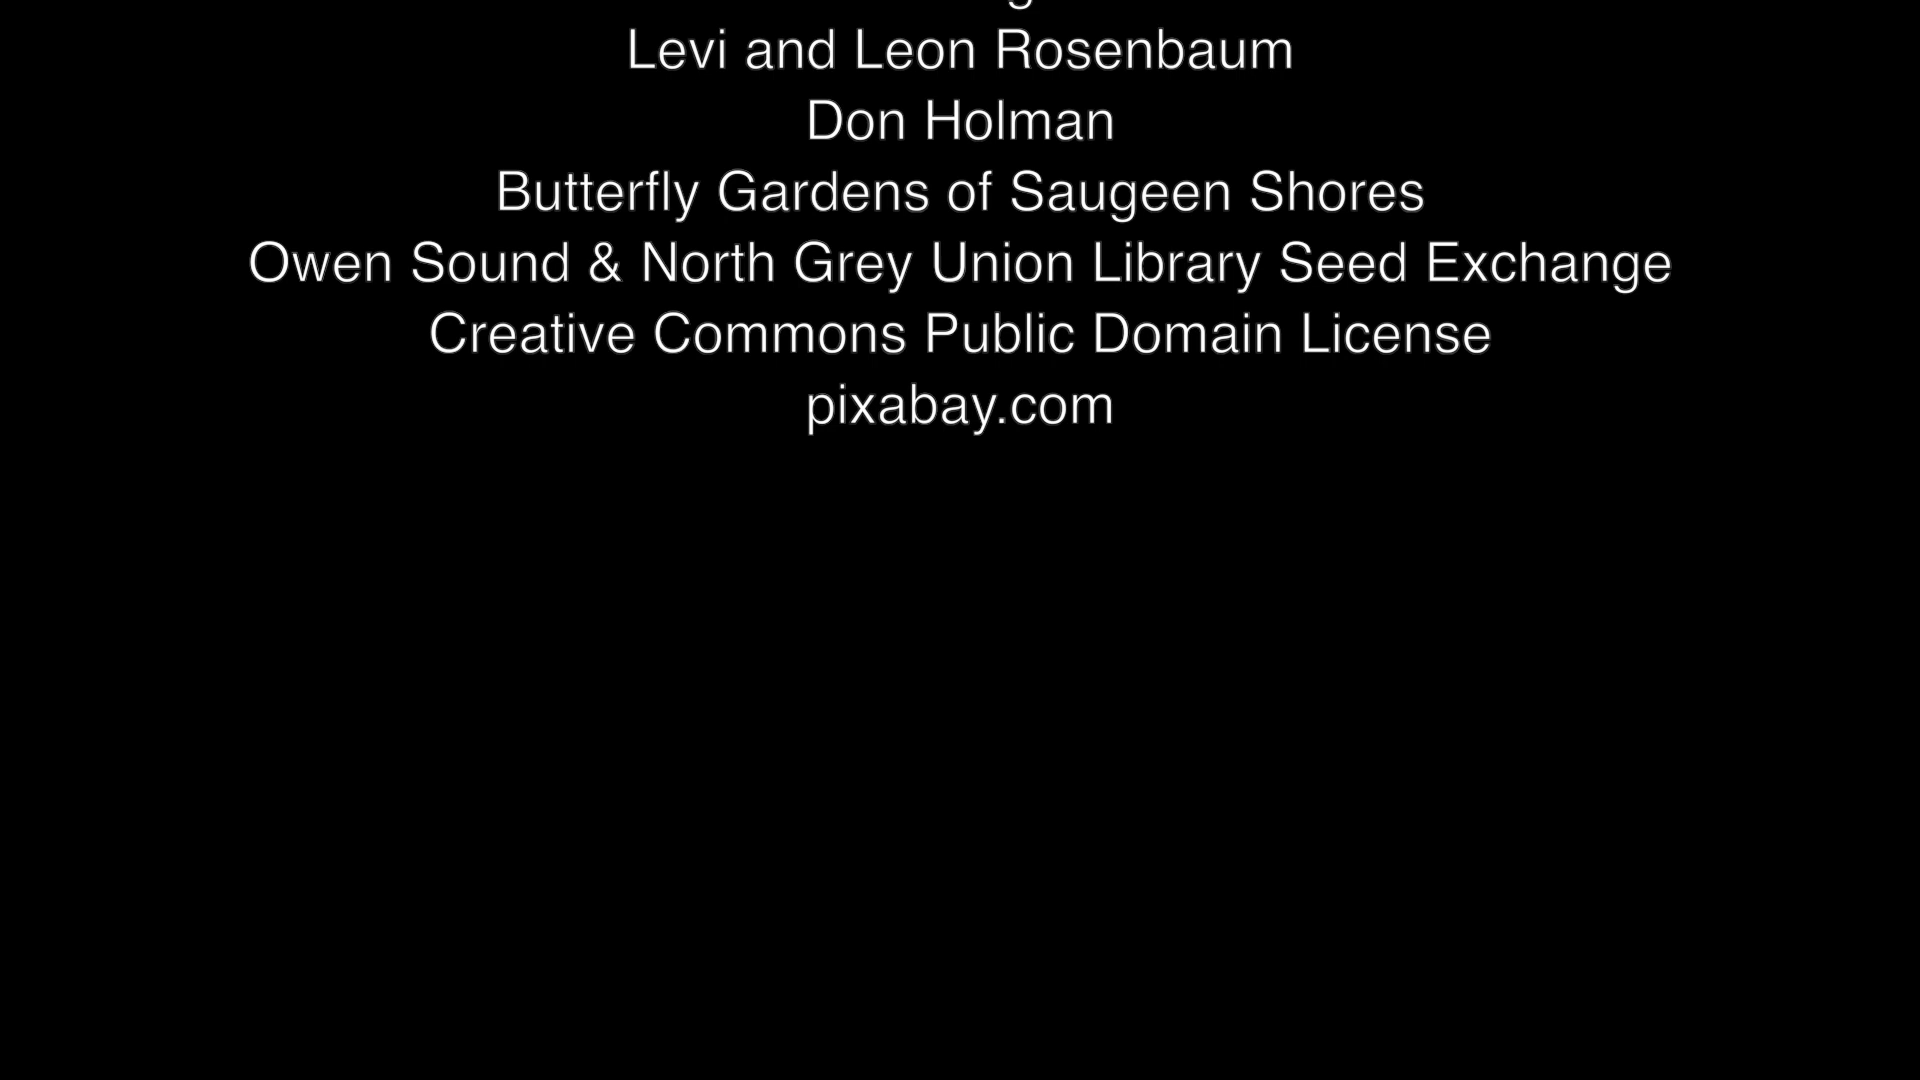 Levi and Leon Rosenbaum
Don Holman
Butterfly Gardens of Saugeen Shores
Owen Sound & North Grey Union Library Seed Exchange
Creative Commons Public Domain License
pixabay.com